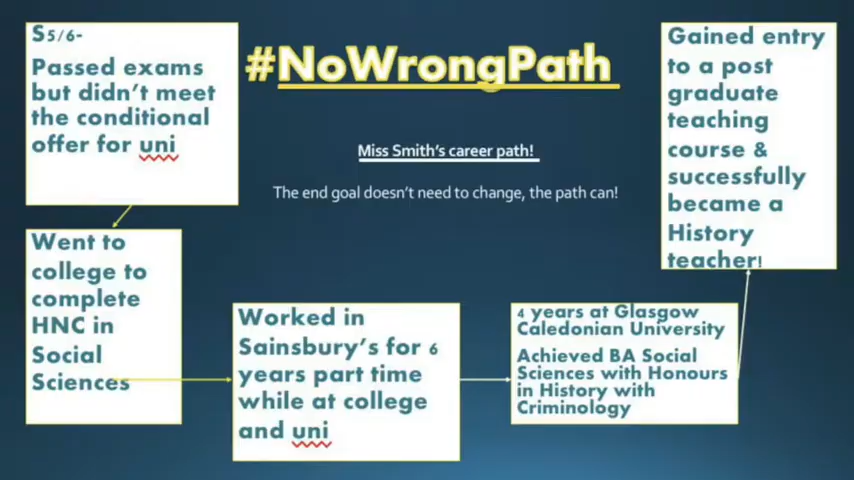 #NoWrongPath
Miss Smith's career path!
The end goal doesn't need to change, the path can!
S5/6-
Passed exams
but didn't meet
the conditional
offer for uni
Went to
college to
complete
HNC in
Social
Sciences
Worked in
Sainsbury's for 6
years part time
while at college
and uni
4 years at Glasgow
Caledonian University
Achieved BA Social
Sciences with Honours
in History with
Criminology
Gained entry
to a post
graduate
teaching
course &
successfully
became a
History
teacher!